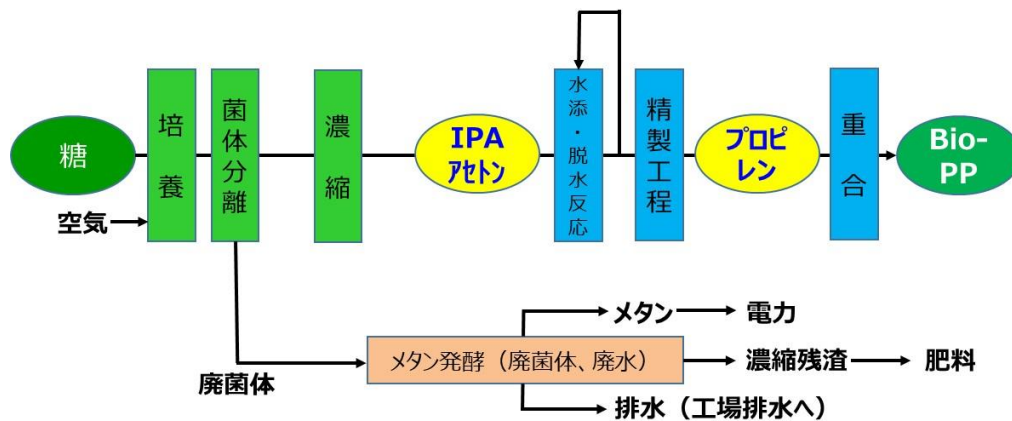 糖
空気
培養
菌体分離
濃縮
IPA
アセトン
水添・脱水反応
精製工程
プロピ
レン
重合
Bio-
PP
廃菌体
メタン発酵（廃菌体、廃水）
メタン
電力
濃縮残渣
肥料
排水（工場排水へ）